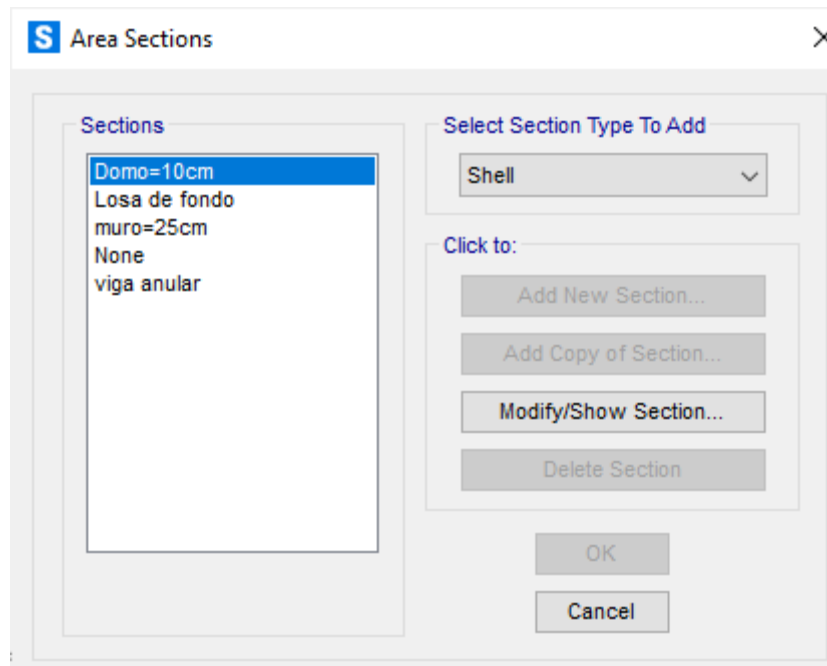 S Area Sections
Sections
Domo=10cm
Losa de fondo
muro=25cm
None
viga anular
Select Section Type To Add
Shell
Click to:
Add New Section...
Add Copy of Section...
Modify/Show Section...
Delete Section
OK
Cancel